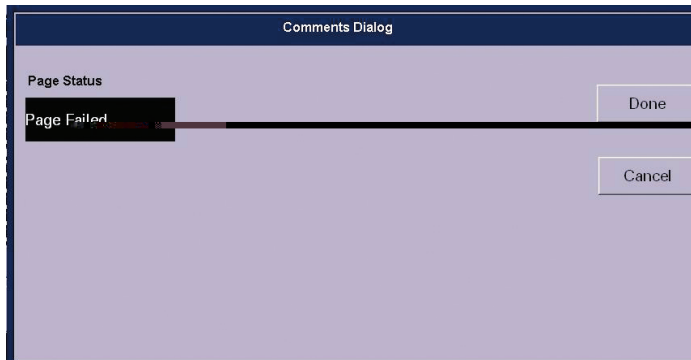 Comments Dialog
Page Status
Done
Page Failed
Cancel